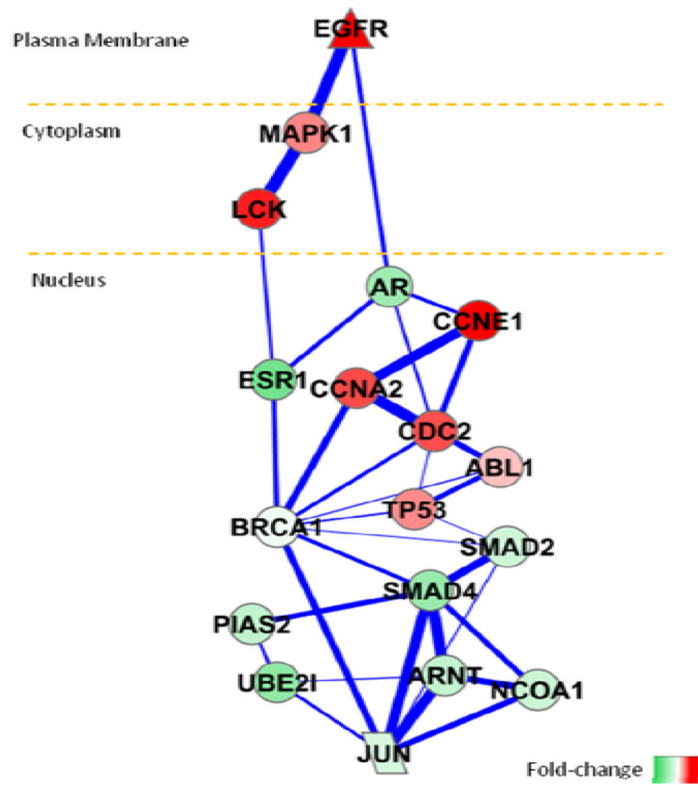 EGFR
Plasma Membrane
Cytoplasm
MAPK1
LCK
Nucleus
AR
CCNE1
ESR1
CCNA2
CDC2
ABL1
TP53
BRCA1
SMAD2
SMAD4
PIAS2
UBE2I
ARNT
NCOA1
JUN
Fold-change